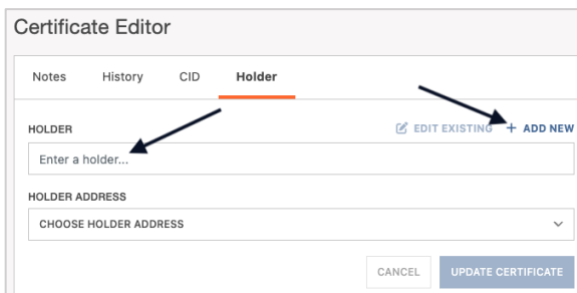 Certificate Editor
Notes History CID Holder
HOLDER EDIT EXISTING + ADD NEW
Enter a holder...
HOLDER ADDRESS
CHOOSE HOLDER ADDRESS
CANCEL UPDATE CERTIFICATE